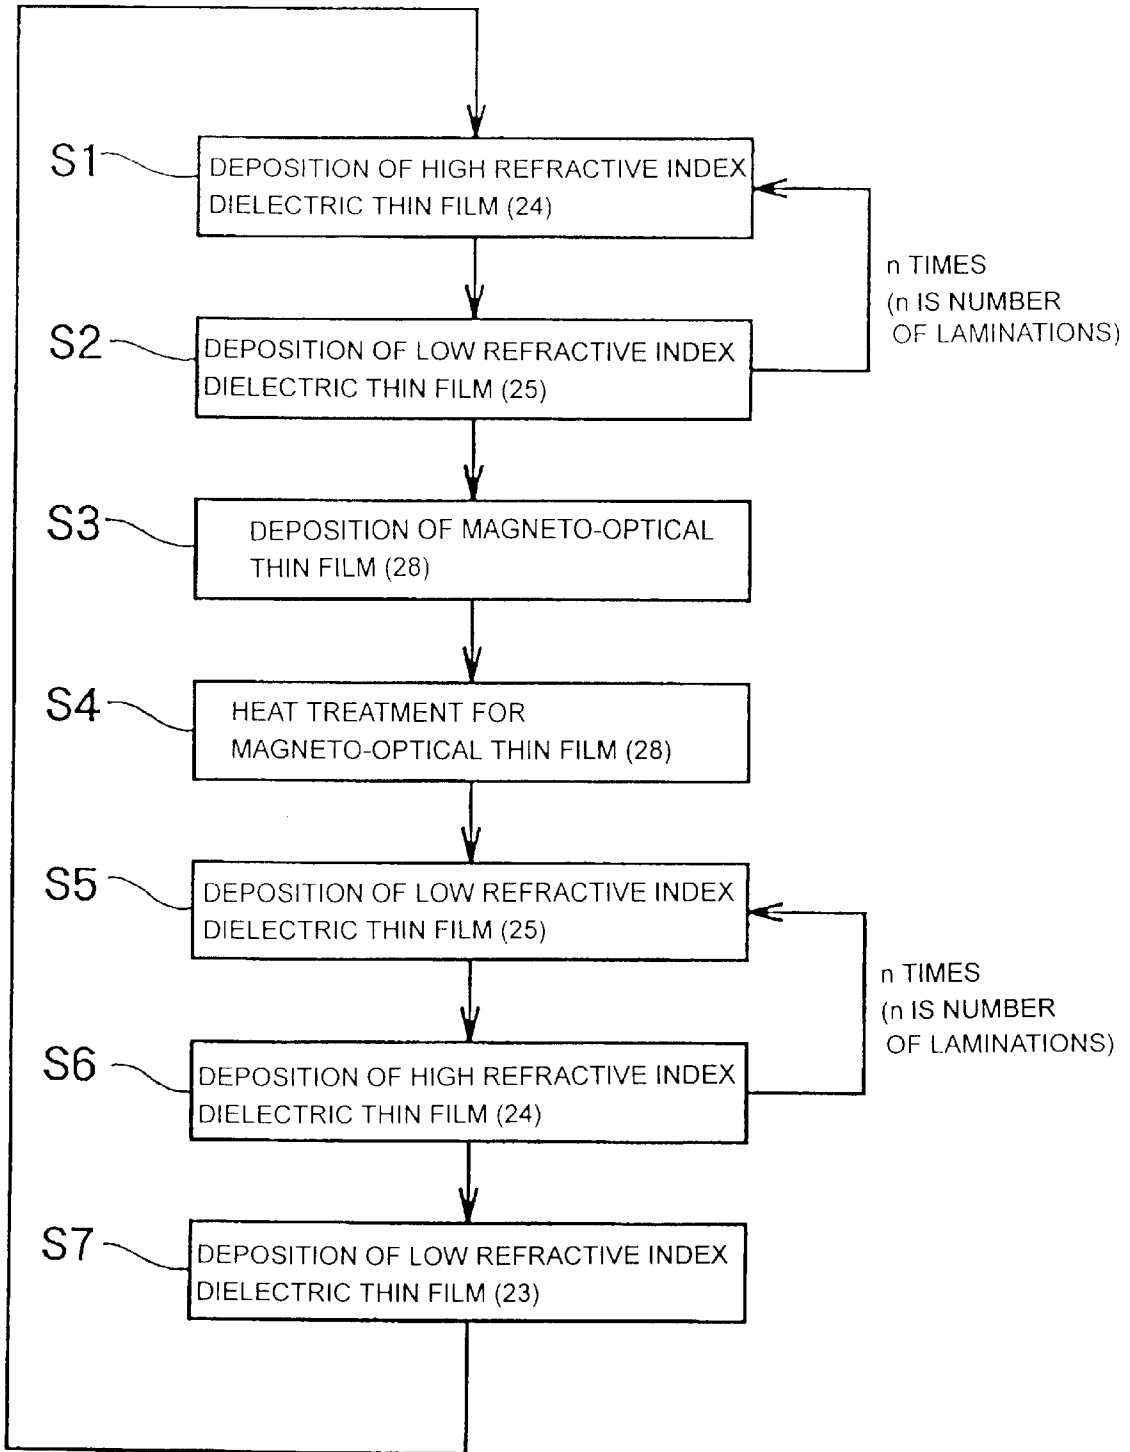 S1
DEPOSITION OF HIGH REFRACTIVE INDEX
DIELECTRIC THIN FILM (24)
n TIMES
(n IS NUMBER
OF LAMINATIONS)
S2
DEPOSITION OF LOW REFRACTIVE INDEX
DIELECTRIC THIN FILM (25)
S3
DEPOSITION OF MAGNETO-OPTICAL
THIN FILM (28)
S4
HEAT TREATMENT FOR
MAGNETO-OPTICAL THIN FILM (28)
S5
DEPOSITION OF LOW REFRACTIVE INDEX
DIELECTRIC THIN FILM (25)
n TIMES
(n IS NUMBER
OF LAMINATIONS)
S6
DEPOSITION OF HIGH REFRACTIVE INDEX
DIELECTRIC THIN FILM (24)
S7
DEPOSITION OF LOW REFRACTIVE INDEX
DIELECTRIC THIN FILM (23)